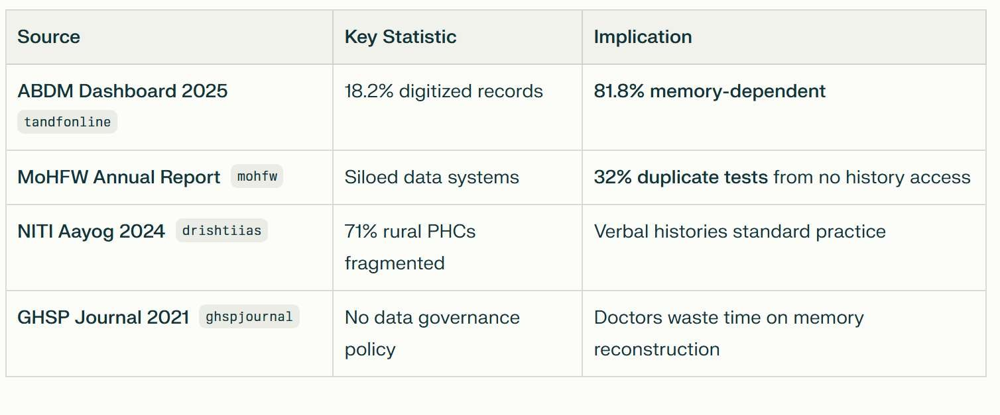 Source Key Statistic Implication
ABDM Dashboard 2025 18.2% digitized records 81.8% memory-dependent
tandfonline
MoHFW Annual Report mohfw Siloed data systems 32% duplicate tests from no history access
NITI Aayog 2024 drishtiias 71% rural PHCs Verbal histories standard practice
fragmented
GHSP Journal 2021 ghspjournal No data governance Doctors waste time on memory
policy reconstruction